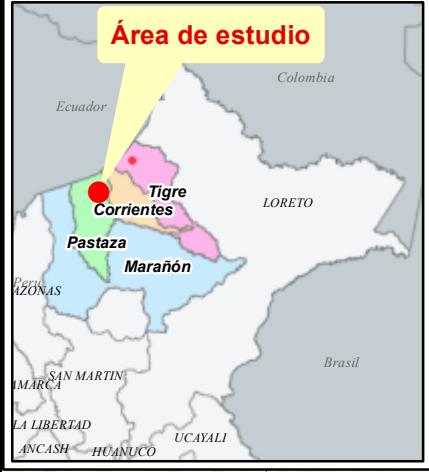 Área de estudio
Colombia
Ecuador
Tigre
LORETO
Corrientes
Pastaza
Marañón
Peru
AZONAS
Brasil
SAN MARTIN
AMARCA
LA LIBERTAD
UCAYALI
ANCASH
HUANUCO